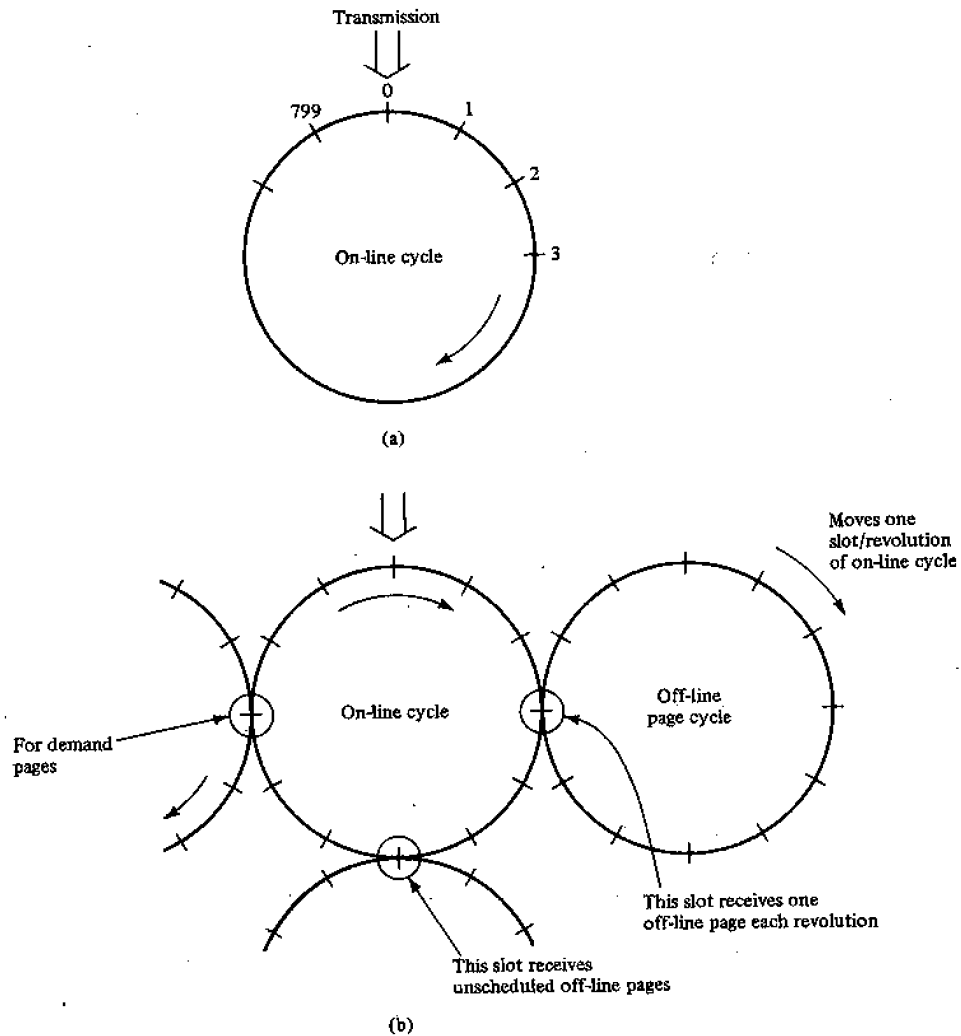 Transmission
0
799
1
2
3
On-line cycle
(a)
Moves one
slot/revolution
of on-line cycle
On-line cycle
Off-line
page cycle
For demand
pages
This slot receives one
off-line page each revolution
This slot receives
unscheduled off-line pages
(b)